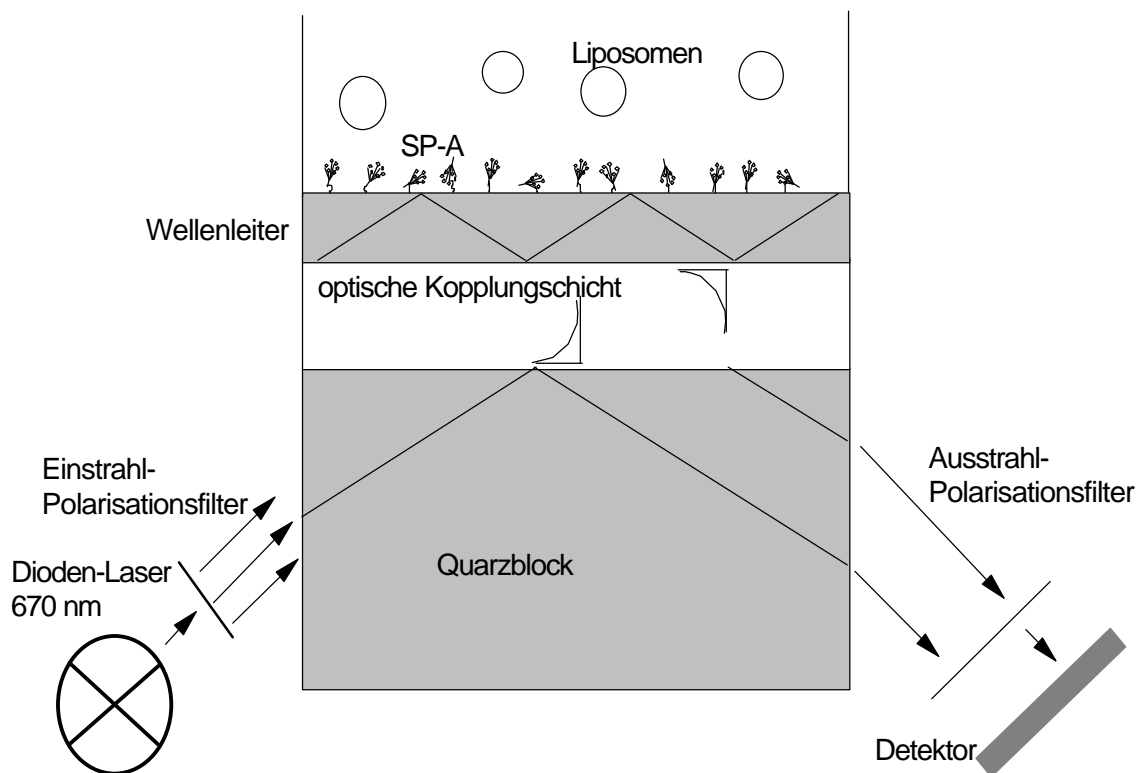 Liposomen
SP-A
Wellenleiter
optische Kopplungschicht
Einstrahl-
Polarisationsfilter
Ausstrahl-
Polarisationsfilter
Dioden-Laser
670 nm
Quarzblock
Detektor